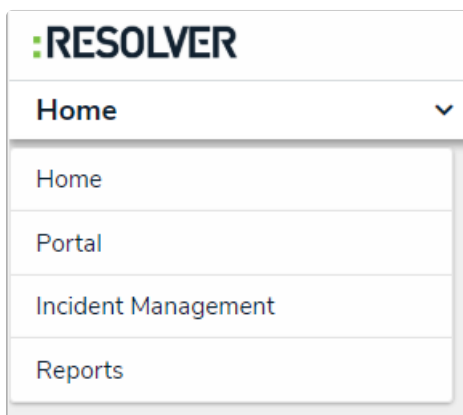 :RESOLVER
Home
Home
Portal
Incident Management
Reports